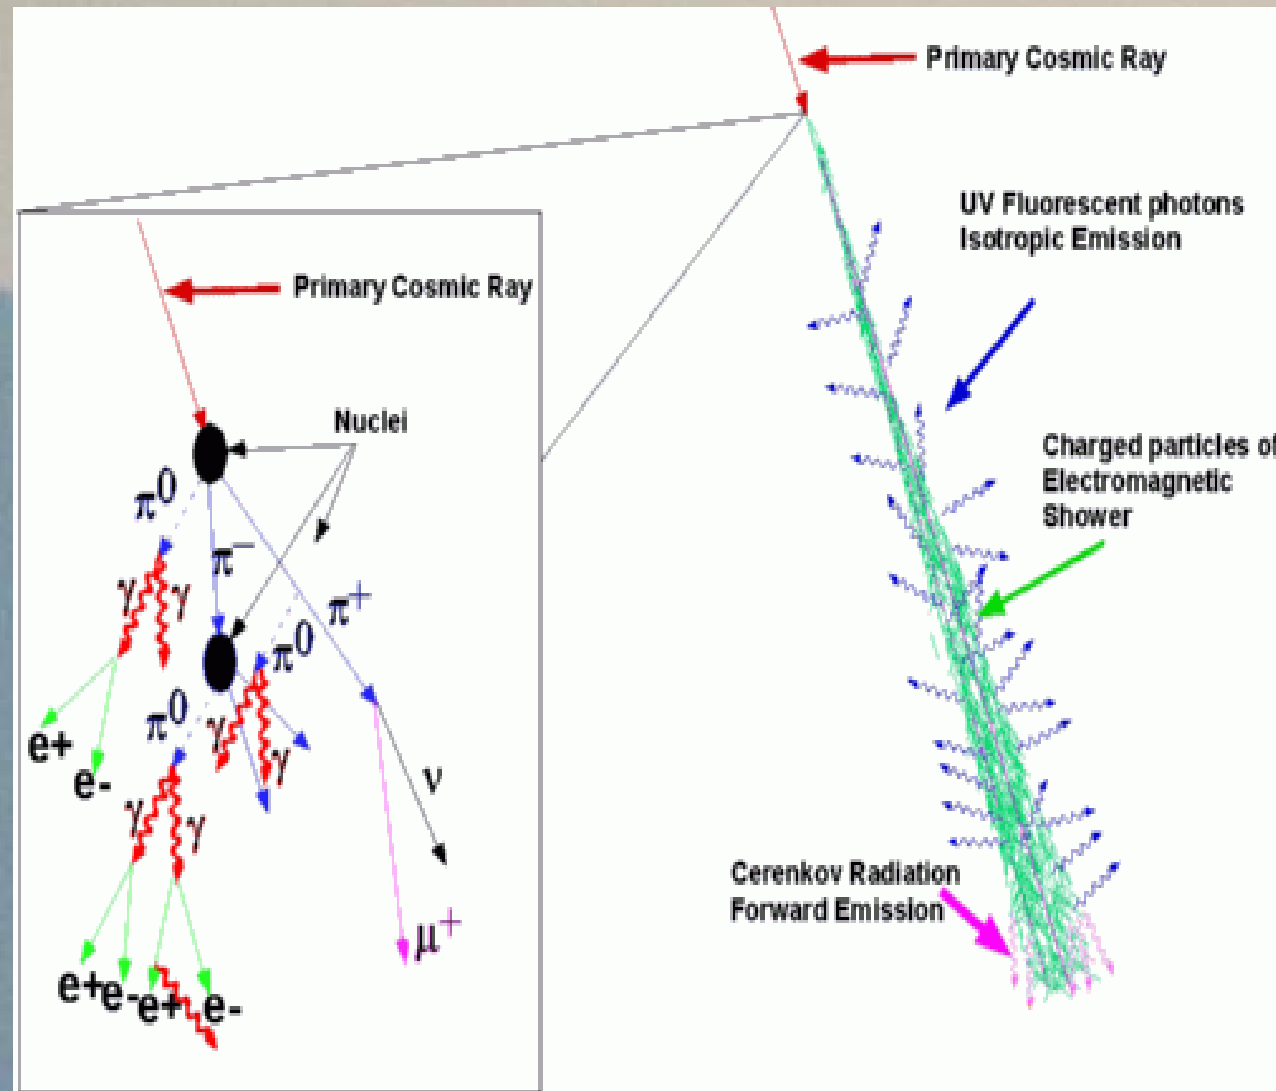 Primary Cosmic Ray
UV Fluorescent photons
Isotropic Emission
Charged particles of
Electromagnetic
Shower
Cerenkov Radiation
Forward Emission
Primary Cosmic Ray
Nuclei
π0
π−
π+
γ γ
π0
π0
γ γ
e+
e-
γ γ
ν
μ+
e+ e- e+ e-